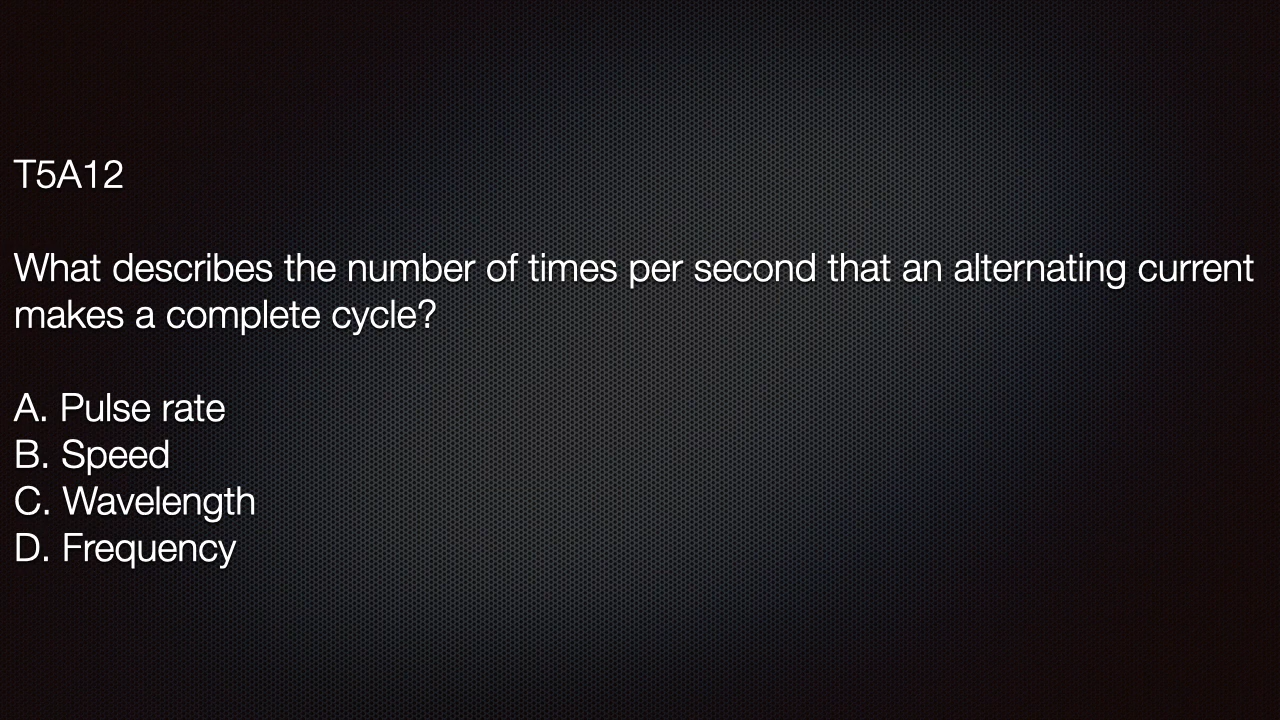 T5A12
What describes the number of times per second that an alternating current
makes a complete cycle?
A. Pulse rate
B. Speed
C. Wavelength
D. Frequency